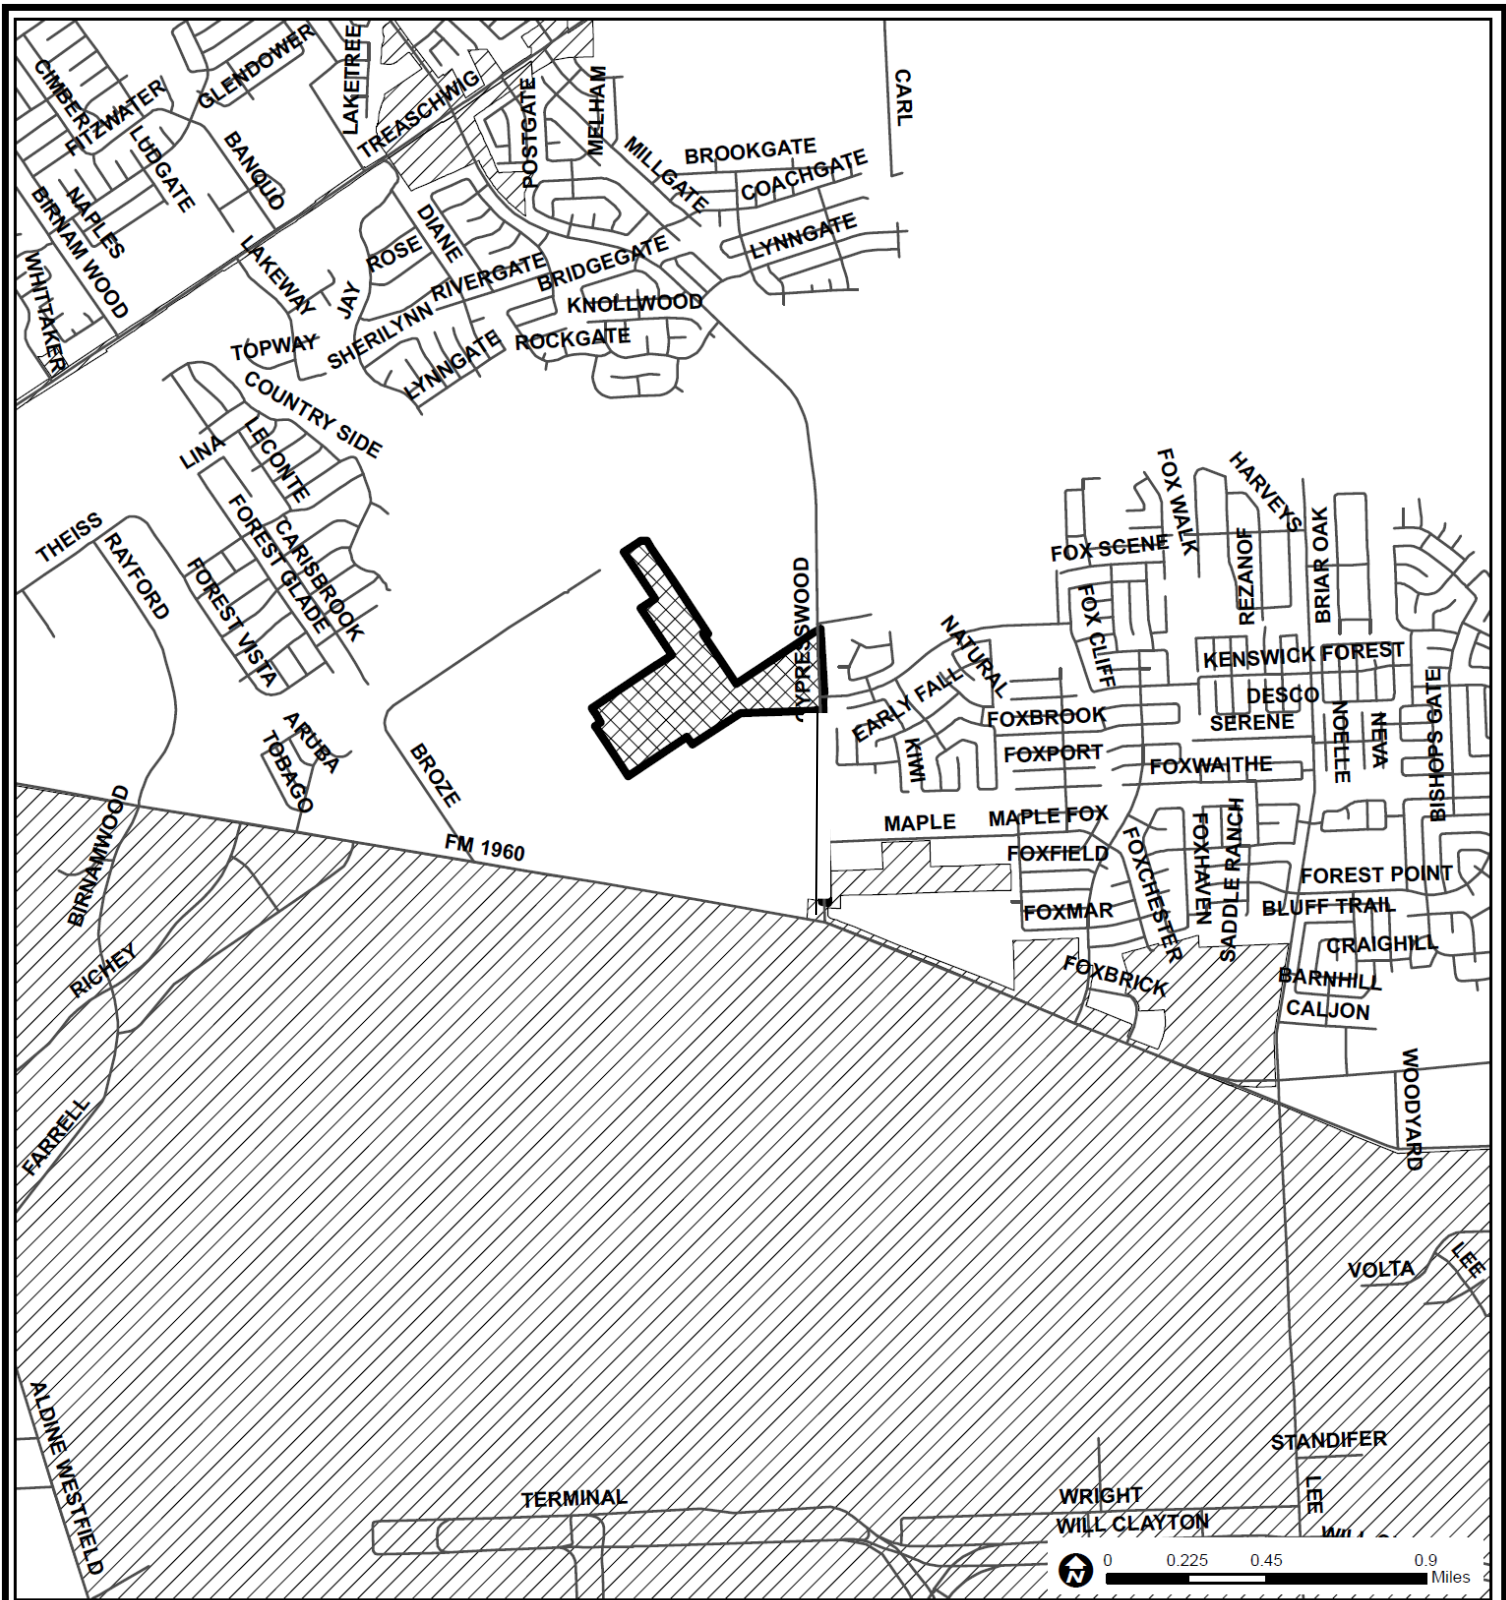 CIMBER
FITZWATER
GLENDOWER
LAKETREE
TREASCHWIG
POSTGATE
MELHAM
CARL
LUDGATE
BANQUO
MILLGATE
BROOKGATE
COACHGATE
NAPLES
BIRNAM WOOD
WHITTAKER
LAKEWAY
JAY
ROSE
DIANE
RIVERGATE
BRIDGEGATE
LYNNGATE
KNOLLWOOD
ROCKGATE
SHERILYNN
TOPWAY
LYNNGATE
COUNTRY SIDE
LINA
LECONTE
THEISS
RAYFORD
FOREST GLADE
CARISBROOK
FOREST VISTA
FOX WALK
HARVEYS
FOX SCENE
REZANOF
BRIAR OAK
CYPRESSWOOD
FOX CLIFF
NATURAL
KENSWICK FOREST
EARLY FALL
DESCO
BISHOPS GATE
FOXBROOK
SERENE
NOELLE
NEVA
ARUBA
TOBAGO
BROZE
KIWI
FOXPORT
FOXWAITHE
BIRNAMWOOD
FM 1960
MAPLE
MAPLE FOX
FOXFIELD
FOXCHESTER
FOXHAVEN
SADDLE RANCH
FOREST POINT
BLUFF TRAIL
FOXMAR
CRAIGHILL
RICHEY
FOXBRICK
BARNHILL
CALJON
WOODYARD
FARRELL
VOLTA
LEE
ALDINE WESTFIELD
STANDIFER
TERMINAL
WRIGHT
LEE
WILL CLAYTON
N
0 0.225 0.45 0.9
Miles